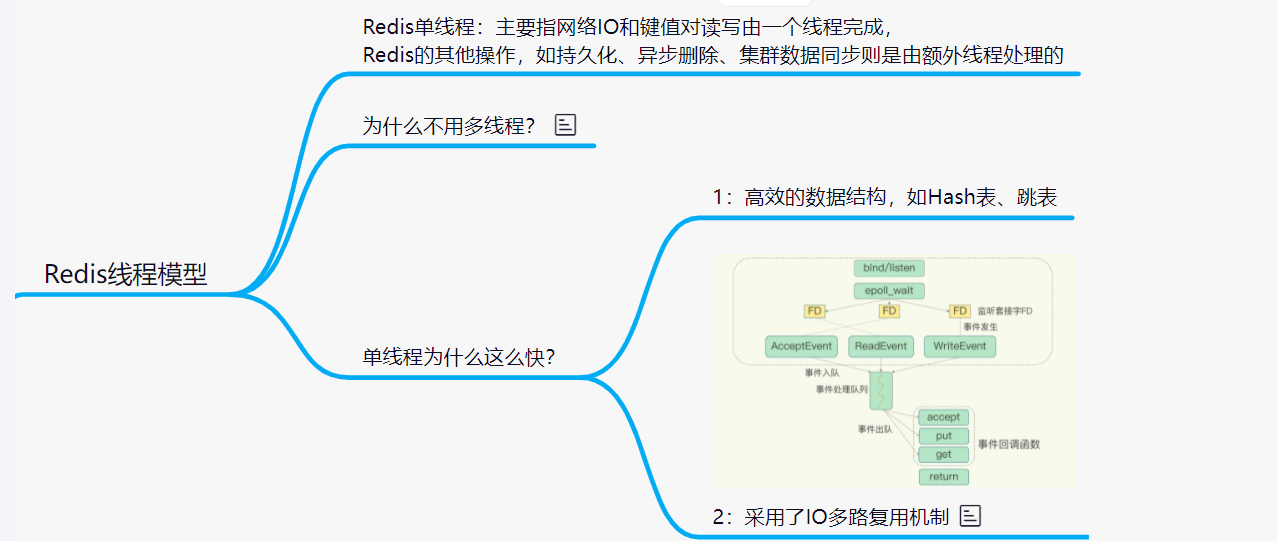 Redis单线程：主要指网络IO和键值对读写由一个线程完成，
Redis的其他操作，如持久化、异步删除、集群数据同步则是由额外线程处理的
为什么不用多线程？
1：高效的数据结构，如Hash表、跳表
Redis线程模型
单线程为什么这么快？
bind/listen
epoll_wait
FD
FD
FD
监听套接字FD
事件发生
AcceptEvent
ReadEvent
WriteEvent
事件入队
事件处理队列
事件出队
accept
put
get
事件回调函数
return
2：采用了IO多路复用机制